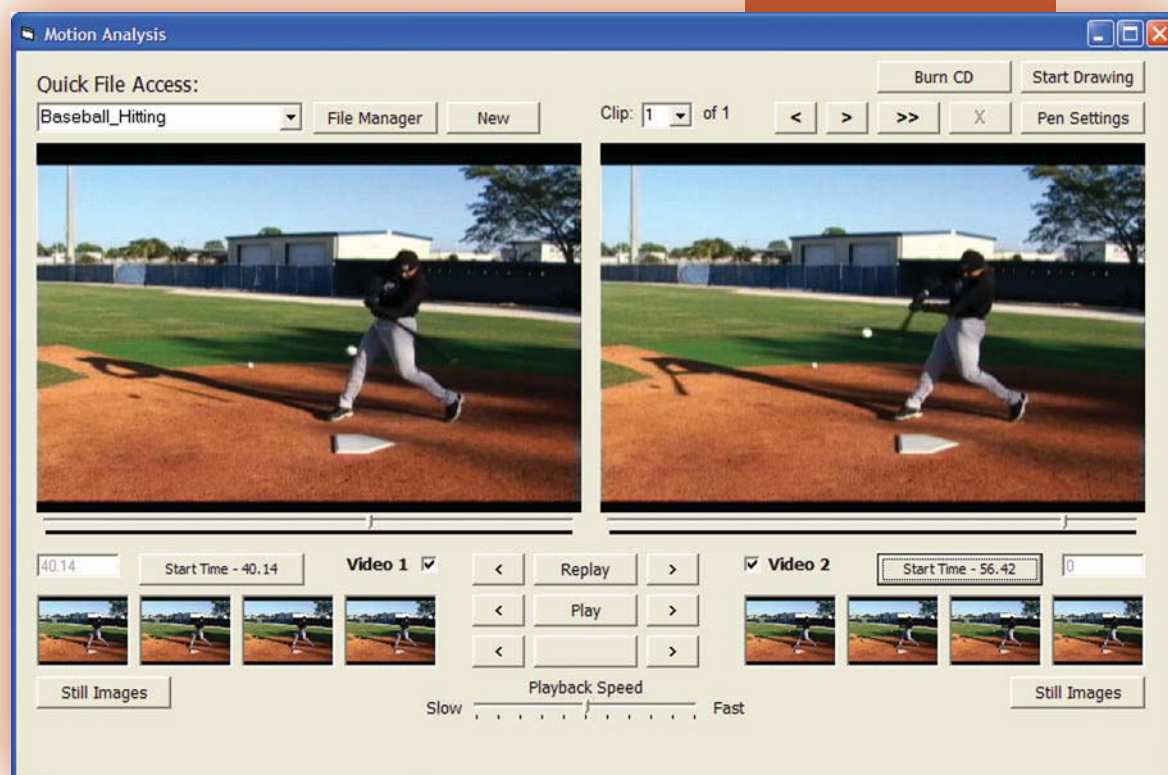 Motion Analysis
Burn CD
Start Drawing
Quick File Access:
Baseball_Hitting
File Manager
New
Clip: 1 of 1
<
>
>>
X
Pen Settings
40.14
Start Time - 40.14
Video 1
<
Replay
>
Video 2
Start Time - 56.42
0
<
Play
>
<
>
Still Images
Playback Speed
Slow
Fast
Still Images